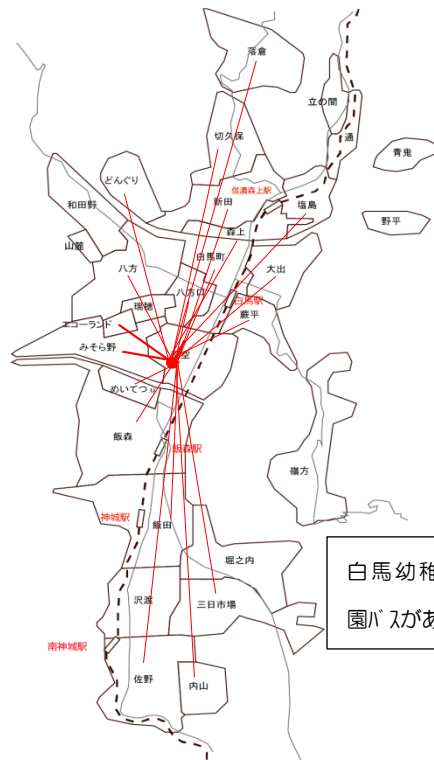 落倉
立の間
切久保
通
青鬼
どんぐり
信濃森上駅
和田野
新田
塩島
野平
森上
山麓
白馬町
八方
大出
八方口
瑞穂
白馬駅
エコーランド
蕨平
みそら野
空
めいてつ
飯森
飯森駅
嶺方
神城駅
飯田
堀之内
白馬幼稚
沢渡
三日市場
園バスがあ
南神城駅
佐野
内山